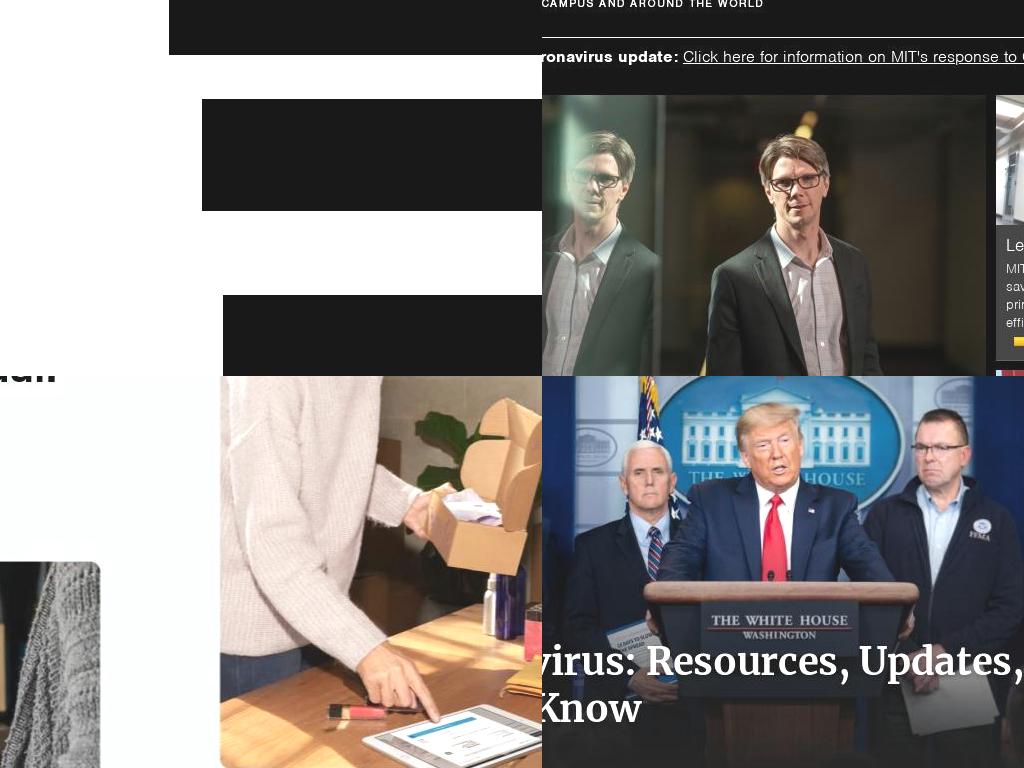 CAMPUS AND AROUND THE WORLD
ronavirus update: Click here for information on MIT's response to
Le
MIT
sav
prin
effi
THE WHITE HOUSE
FEMA
THE WHITE HOUSE
WASHINGTON
virus: Resources, Updates,
Know